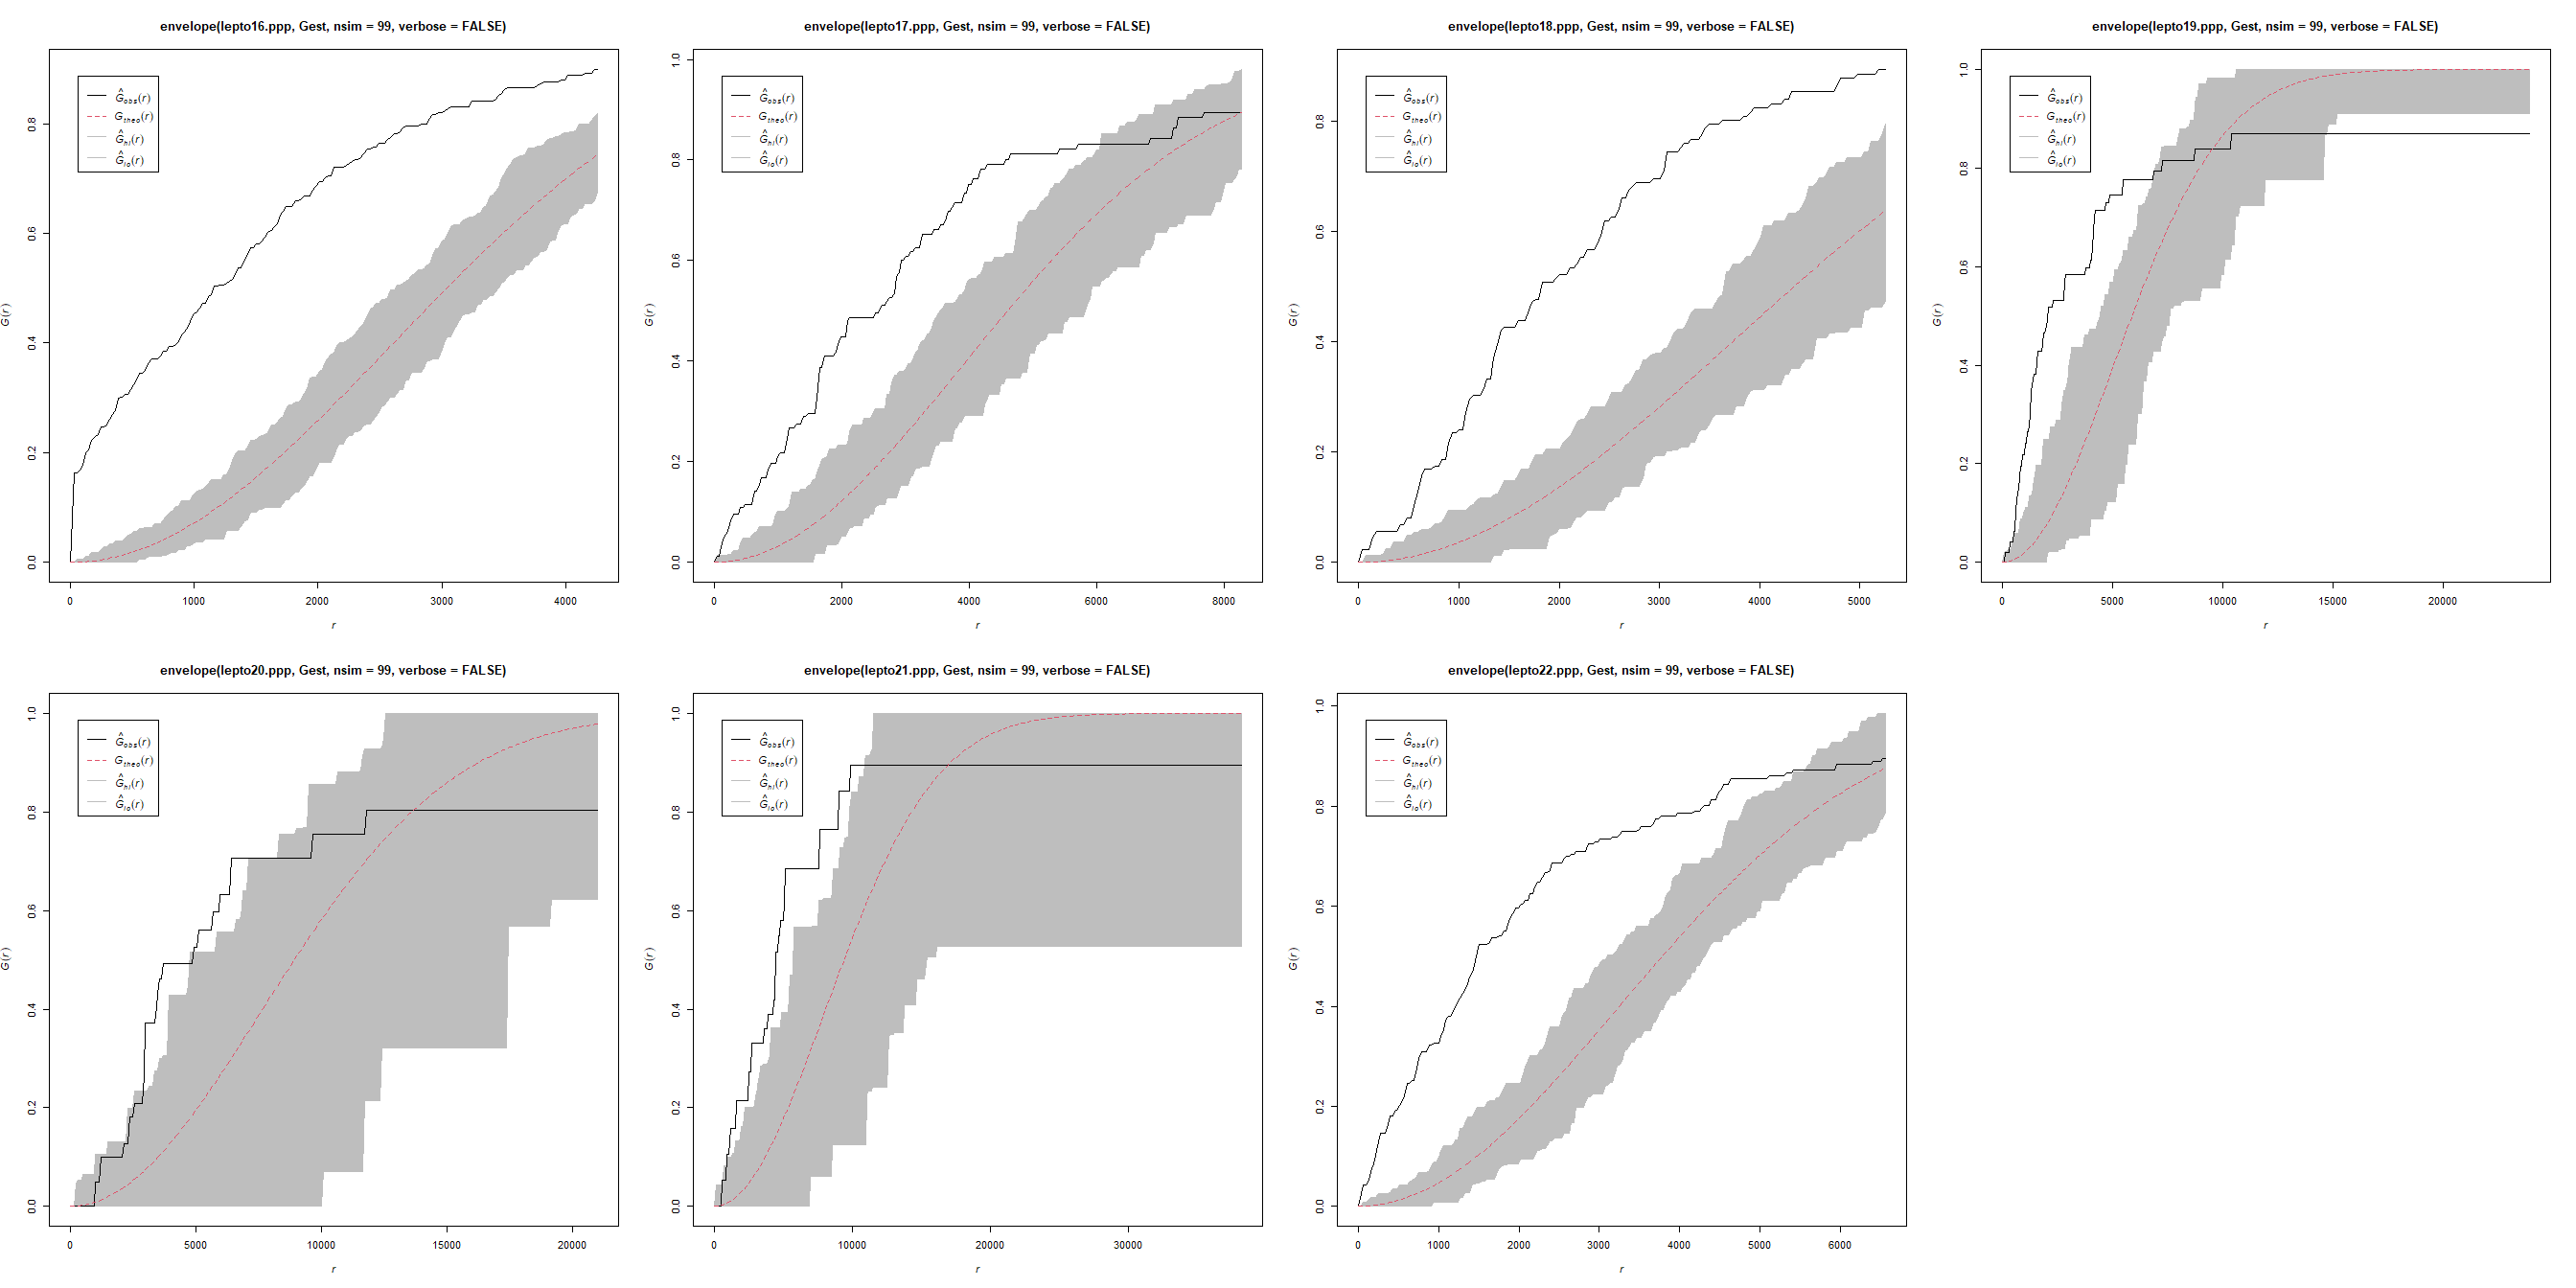 envelope(lepto16.ppp, Gest, nsim = 99, verbose = FALSE)
Ĝobs(r)
Gtheo(r)
Ĝhi(r)
Ĝlo(r)
G(r)
0.0 0.2 0.4 0.6 0.8
0 1000 2000 3000 4000
r
envelope(lepto17.ppp, Gest, nsim = 99, verbose = FALSE)
Ĝobs(r)
Gtheo(r)
Ĝhi(r)
Ĝlo(r)
G(r)
0.0 0.2 0.4 0.6 0.8 1.0
0 2000 4000 6000 8000
r
envelope(lepto18.ppp, Gest, nsim = 99, verbose = FALSE)
Ĝobs(r)
Gtheo(r)
Ĝhi(r)
Ĝlo(r)
G(r)
0.0 0.2 0.4 0.6 0.8
0 1000 2000 3000 4000 5000
r
envelope(lepto19.ppp, Gest, nsim = 99, verbose = FALSE)
Ĝobs(r)
Gtheo(r)
Ĝhi(r)
Ĝlo(r)
G(r)
0.0 0.2 0.4 0.6 0.8 1.0
0 5000 10000 15000 20000
r
envelope(lepto20.ppp, Gest, nsim = 99, verbose = FALSE)
Ĝobs(r)
Gtheo(r)
Ĝhi(r)
Ĝlo(r)
G(r)
0.0 0.2 0.4 0.6 0.8 1.0
0 5000 10000 15000 20000
r
envelope(lepto21.ppp, Gest, nsim = 99, verbose = FALSE)
Ĝobs(r)
Gtheo(r)
Ĝhi(r)
Ĝlo(r)
G(r)
0.0 0.2 0.4 0.6 0.8 1.0
0 10000 20000 30000
r
envelope(lepto22.ppp, Gest, nsim = 99, verbose = FALSE)
Ĝobs(r)
Gtheo(r)
Ĝhi(r)
Ĝlo(r)
G(r)
0.0 0.2 0.4 0.6 0.8 1.0
0 1000 2000 3000 4000 5000 6000
r